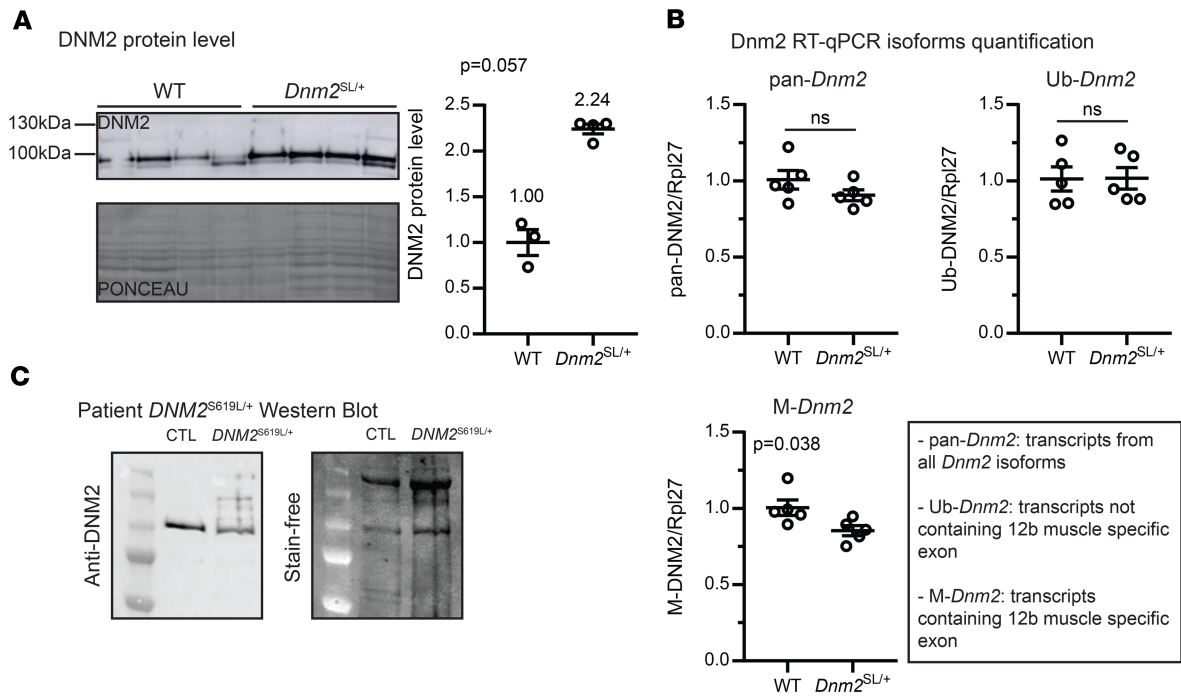 A
DNM2 protein level
WT
Dnm2SL/+
130kDa
100kDa
DNM2
PONCEAU
p=0.057
DNM2 protein level
2.5
2.0
1.5
1.0
0.5
0.0
1.00
2.24
WT
Dnm2SL/+
B
Dnm2 RT-qPCR isoforms quantification
pan-Dnm2
pan-DNM2/Rpl27
1.5
1.0
0.5
0.0
ns
WT
Dnm2SL/+
Ub-Dnm2
Ub-DNM2/Rpl27
1.5
1.0
0.5
0.0
ns
WT
Dnm2SL/+
M-Dnm2
M-DNM2/Rpl27
1.5
1.0
0.5
0.0
p=0.038
WT
Dnm2SL/+
- pan-Dnm2: transcripts from
all Dnm2 isoforms
- Ub-Dnm2: transcripts not
containing 12b muscle specific
exon
- M-Dnm2: transcripts
containing 12b muscle specific
exon
C
Patient DNM2S619L/+ Western Blot
CTL
DNM2S619L/+
Anti-DNM2
CTL
DNM2S619L/+
Stain-free